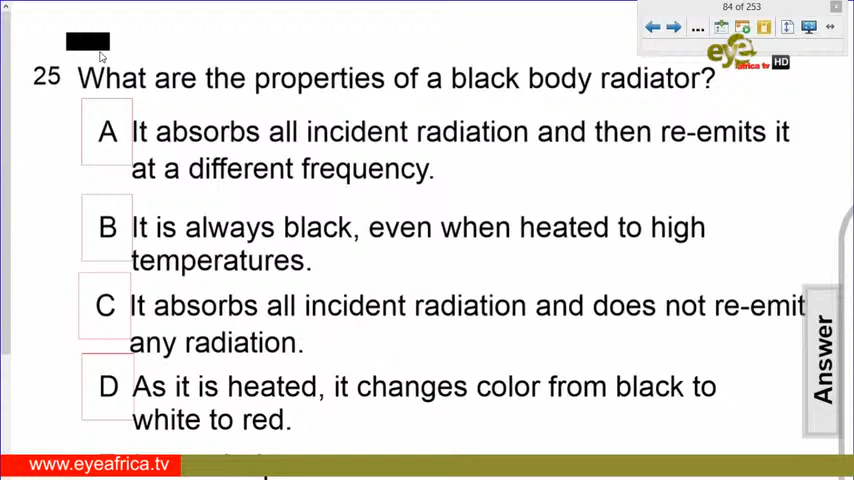 84 of 253
eye
africa tv HD
25 What are the properties of a black body radiator?
A It absorbs all incident radiation and then re-emits it
at a different frequency.
B It is always black, even when heated to high
temperatures.
C It absorbs all incident radiation and does not re-emit
any radiation.
D As it is heated, it changes color from black to
white to red.
Answer
www.eyeafrica.tv